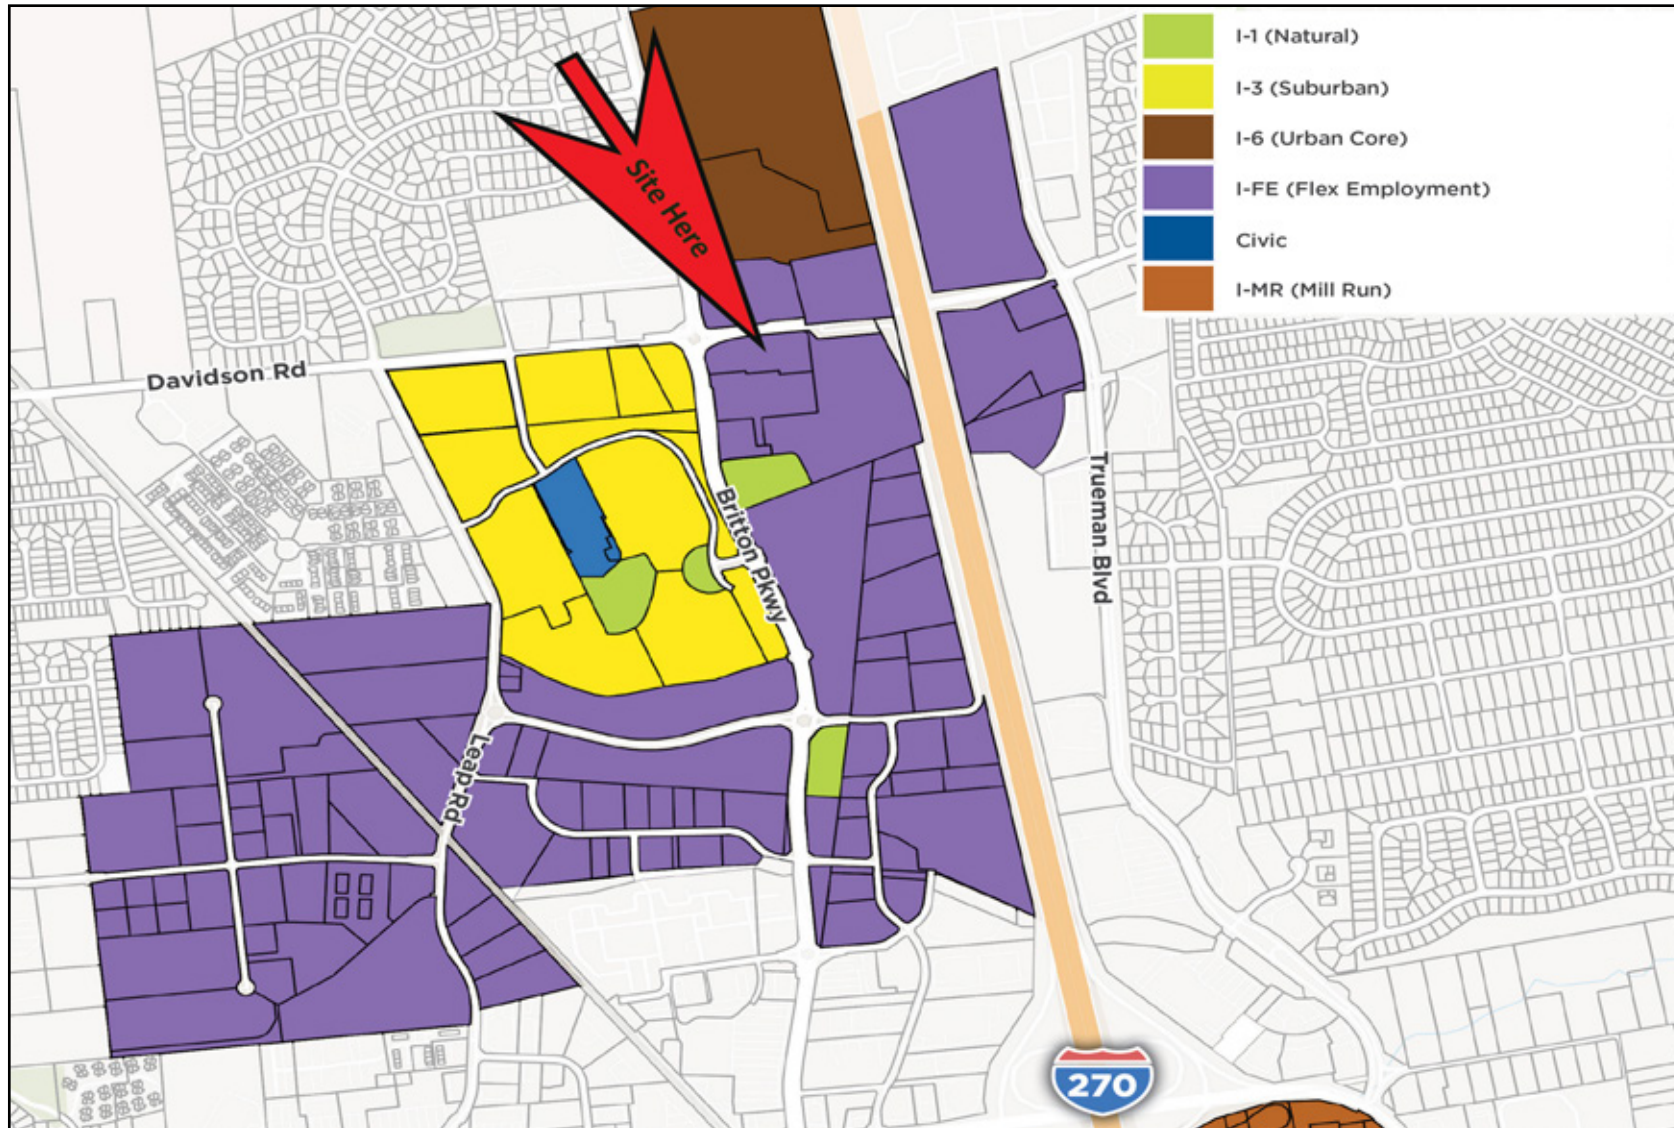 I-1 (Natural)
I-3 (Suburban)
I-6 (Urban Core)
I-FE (Flex Employment)
Civic
I-MR (Mill Run)
Site Here
Davidson Rd
Britton Pkwy
Trueman Blvd
Leap Rd
270